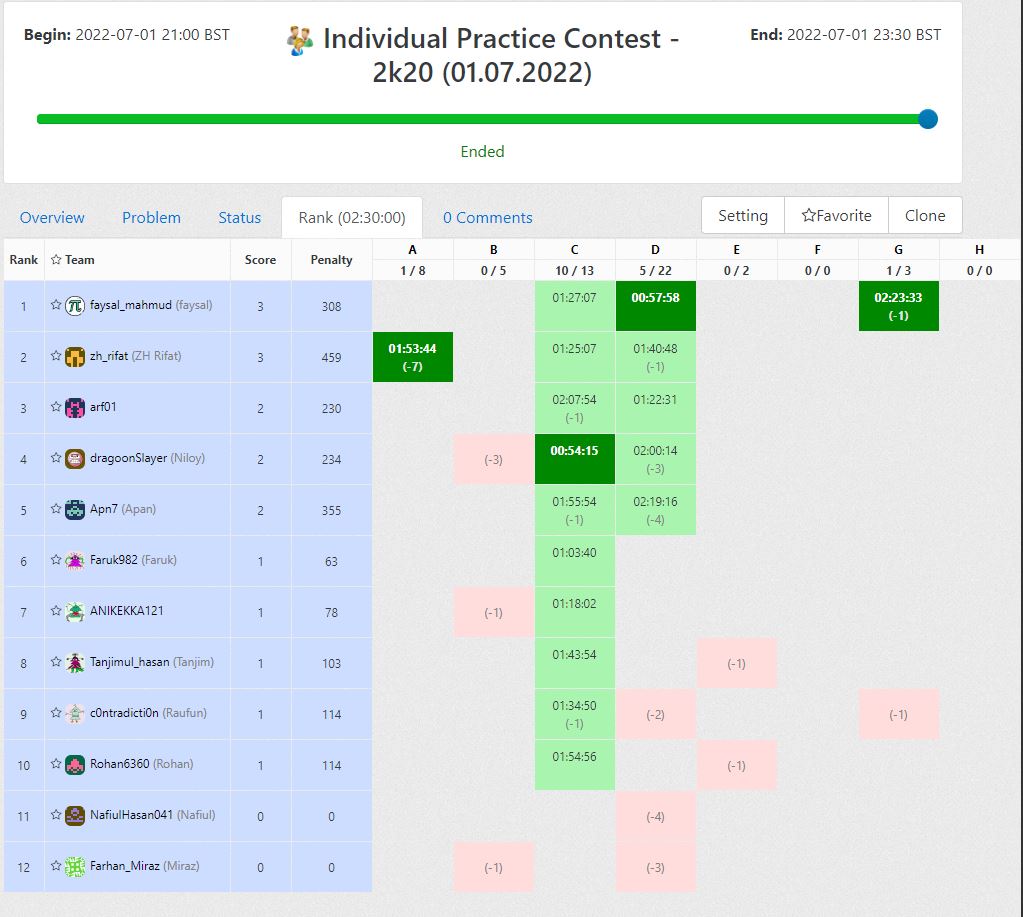 Begin: 2022-07-01 21:00 BST
Individual Practice Contest -
2k20 (01.07.2022)
End: 2022-07-01 23:30 BST
Ended
Overview Problem Status Rank (02:30:00) 0 Comments Setting ☆Favorite Clone
Rank ☆ Team Score Penalty A B C D E F G H
1 / 8 0 / 5 10 / 13 5 / 22 0 / 2 0 / 0 1 / 3 0 / 0
1 ☆ faysal_mahmud (faysal) 3 308 01:27:07 00:57:58 02:23:33
(-1)
2 ☆ zh_rifat (ZH Rifat) 3 459 01:53:44 01:25:07 01:40:48
(-7) (-1)
3 ☆ arf01 2 230 02:07:54 01:22:31
(-1)
4 ☆ dragoonSlayer (Niloy) 2 234 (-3) 00:54:15 02:00:14
(-3)
5 ☆ Apn7 (Apan) 2 355 01:55:54 02:19:16
(-1) (-4)
6 ☆ Faruk982 (Faruk) 1 63 01:03:40
7 ☆ ANIKEKKA121 1 78 (-1) 01:18:02
8 ☆ Tanjimul_hasan (Tanjim) 1 103 01:43:54 (-1)
9 ☆ c0ntradicti0n (Raufun) 1 114 01:34:50 (-2) (-1)
(-1)
10 ☆ Rohan6360 (Rohan) 1 114 01:54:56 (-1)
11 ☆ NafiulHasan041 (Nafiul) 0 0 (-4)
12 ☆ Farhan_Miraz (Miraz) 0 0 (-1) (-3)